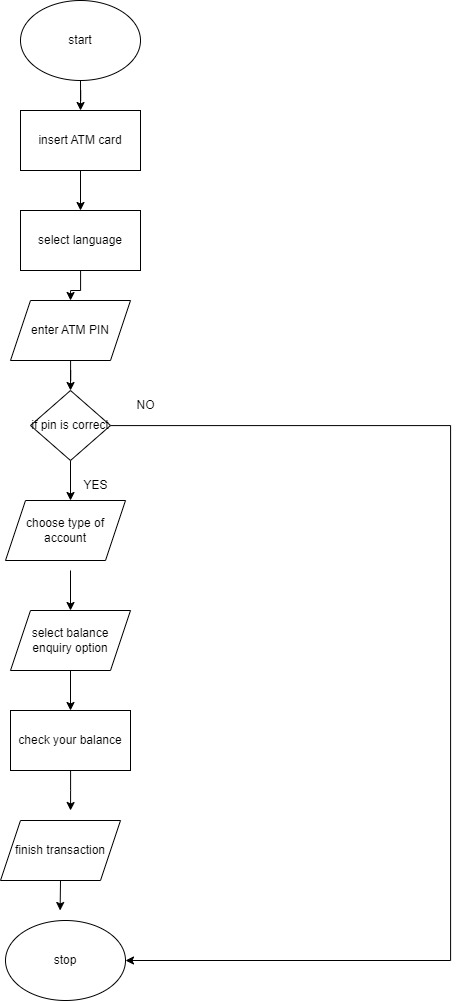 start
insert ATM card
select language
enter ATM PIN
if pin is correct
NO
YES
choose type of
account
select balance
enquiry option
check your balance
finish transaction
stop